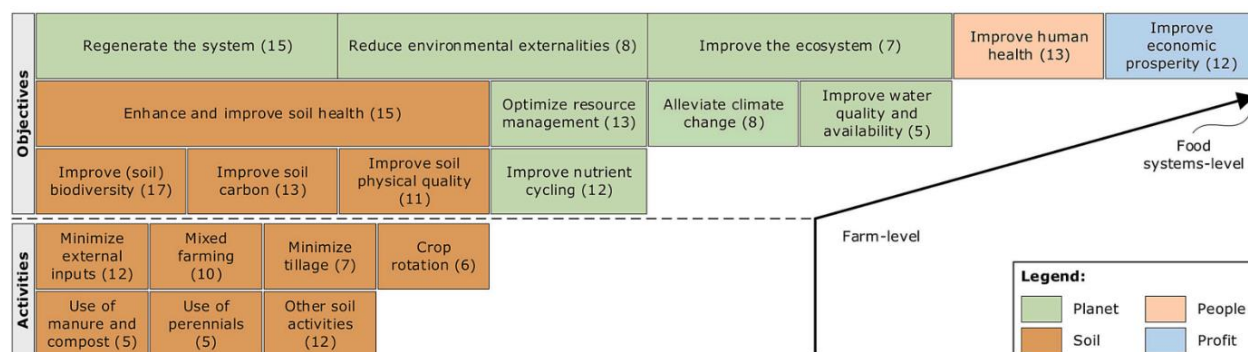 Objectives
Regenerate the system (15)
Reduce environmental externalities (8)
Improve the ecosystem (7)
Improve human
health (13)
Improve
economic
prosperity (12)
Enhance and improve soil health (15)
Optimize resource
management (13)
Alleviate climate
change (8)
Improve water
quality and
availability (5)
Improve (soil)
biodiversity (17)
Improve soil
carbon (13)
Improve soil
physical quality
(11)
Improve nutrient
cycling (12)
Food
systems-level
Farm-level
Activities
Minimize
external
inputs (12)
Mixed
farming
(10)
Minimize
tillage (7)
Crop
rotation (6)
Use of
manure and
compost (5)
Use of
perennials
(5)
Other soil
activities
(12)
Legend:
Planet
People
Soil
Profit